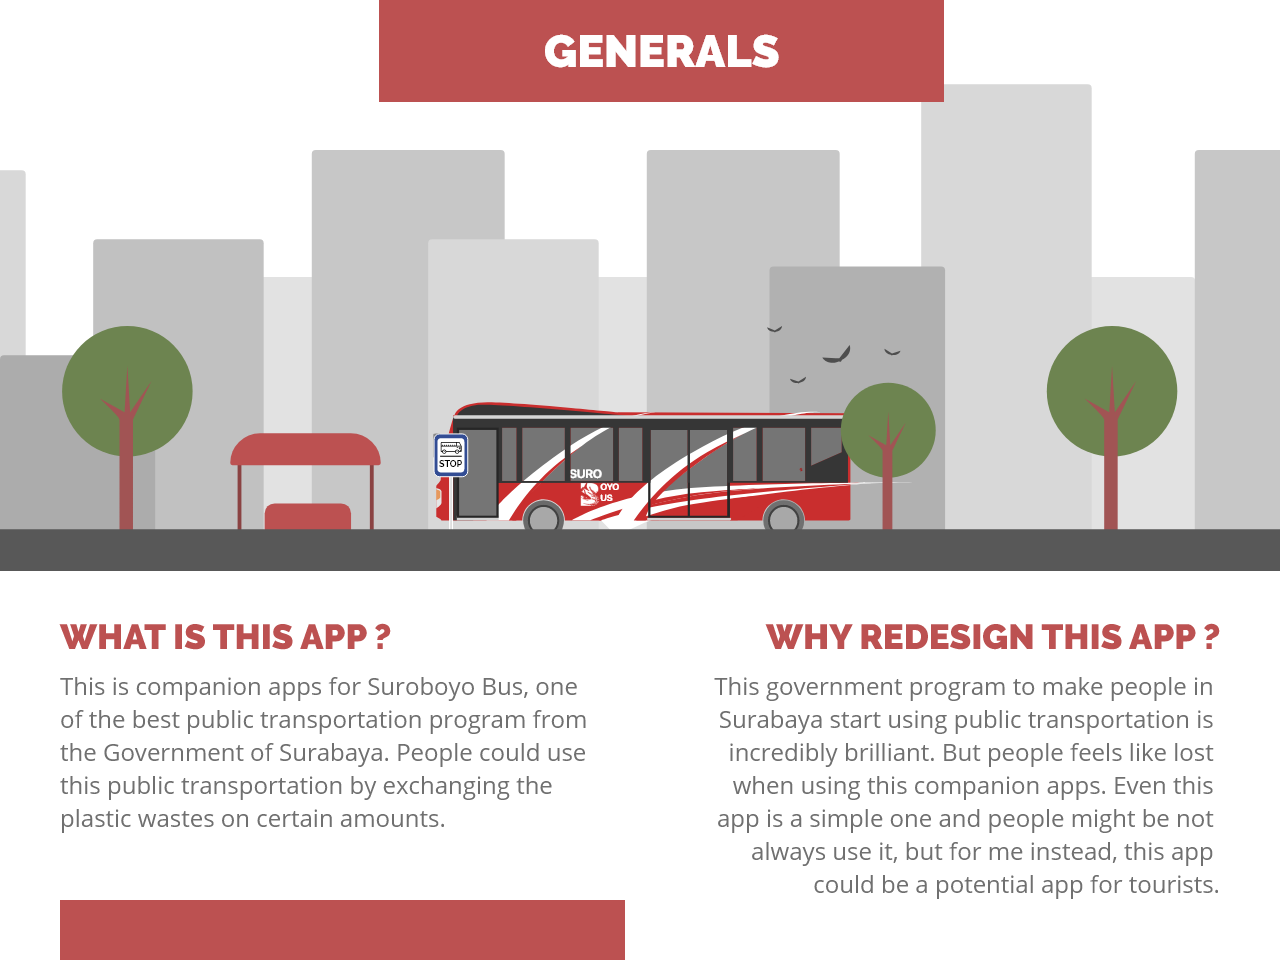 GENERALS
STOP
SURO
OYO
US
WHAT IS THIS APP ?
This is companion apps for Suroboyo Bus, one
of the best public transportation program from
the Government of Surabaya. People could use
this public transportation by exchanging the
plastic wastes on certain amounts.
WHY REDESIGN THIS APP ?
This government program to make people in
Surabaya start using public transportation is
incredibly brilliant. But people feels like lost
when using this companion apps. Even this
app is a simple one and people might be not
always use it, but for me instead, this app
could be a potential app for tourists.